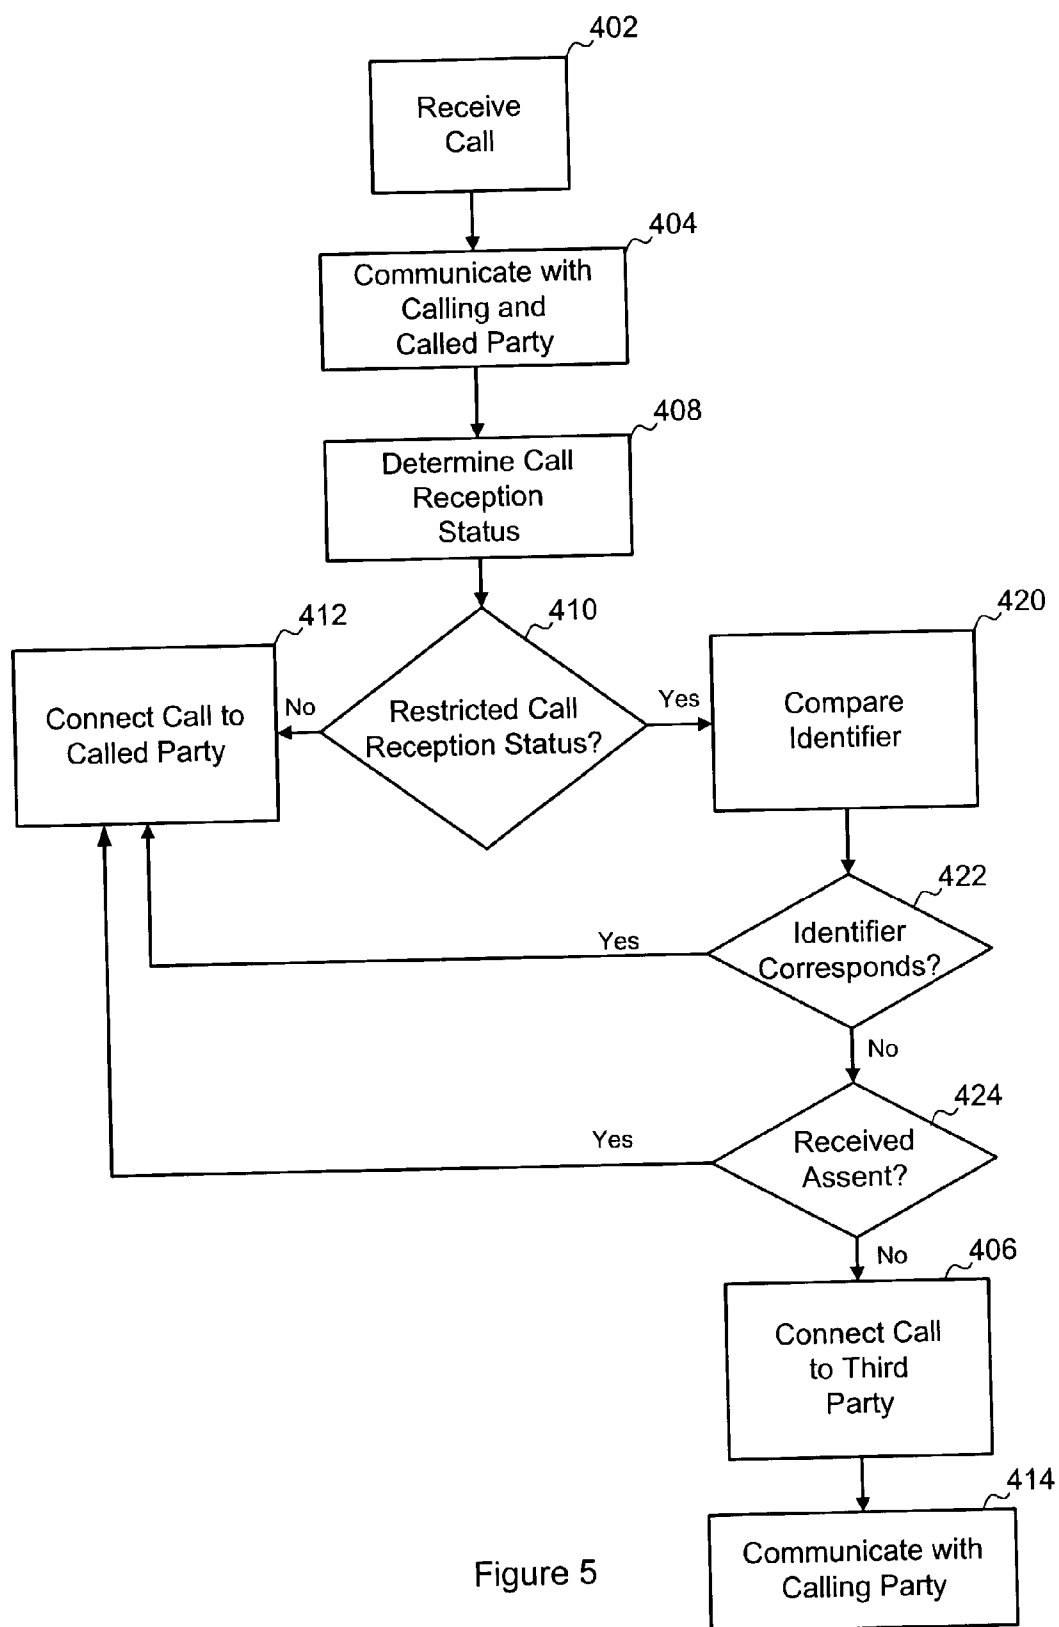 402
Receive
Call
404
Communicate with
Calling and
Called Party
408
Determine Call
Reception
Status
410
Restricted Call
Reception Status?
No
Yes
412
Connect Call to
Called Party
420
Compare
Identifier
422
Identifier
Corresponds?
Yes
No
424
Received
Assent?
Yes
No
406
Connect Call
to Third
Party
414
Communicate with
Calling Party
Figure 5